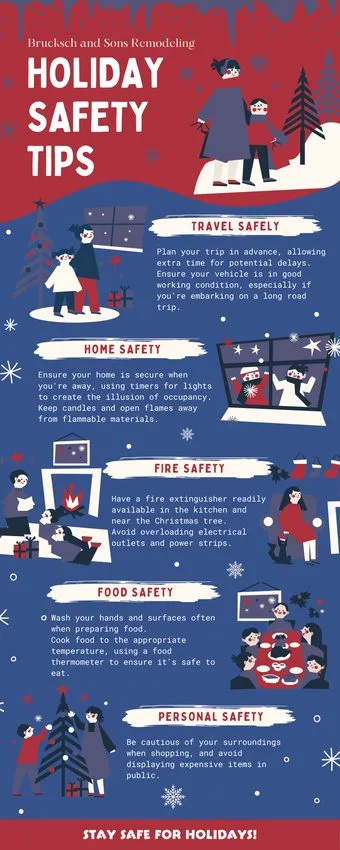 Brucksch and Sons Remodeling
HOLIDAY
SAFETY
TIPS
TRAVEL SAFELY
Plan your trip in advance, allowing
extra time for potential delays.
Ensure your vehicle is in good
working condition, especially if
you're embarking on a long road
trip.
HOME SAFETY
Ensure your home is secure when
you're away, using timers for lights
to create the illusion of occupancy.
Keep candles and open flames away
from flammable materials.
FIRE SAFETY
Have a fire extinguisher readily
available in the kitchen and
near the Christmas tree.
Avoid overloading electrical
outlets and power strips.
FOOD SAFETY
Wash your hands and surfaces often
when preparing food.
Cook food to the appropriate
temperature, using a food
thermometer to ensure it's safe to
eat.
PERSONAL SAFETY
Be cautious of your surroundings
when shopping, and avoid
displaying expensive items in
public.
STAY SAFE FOR HOLIDAYS!